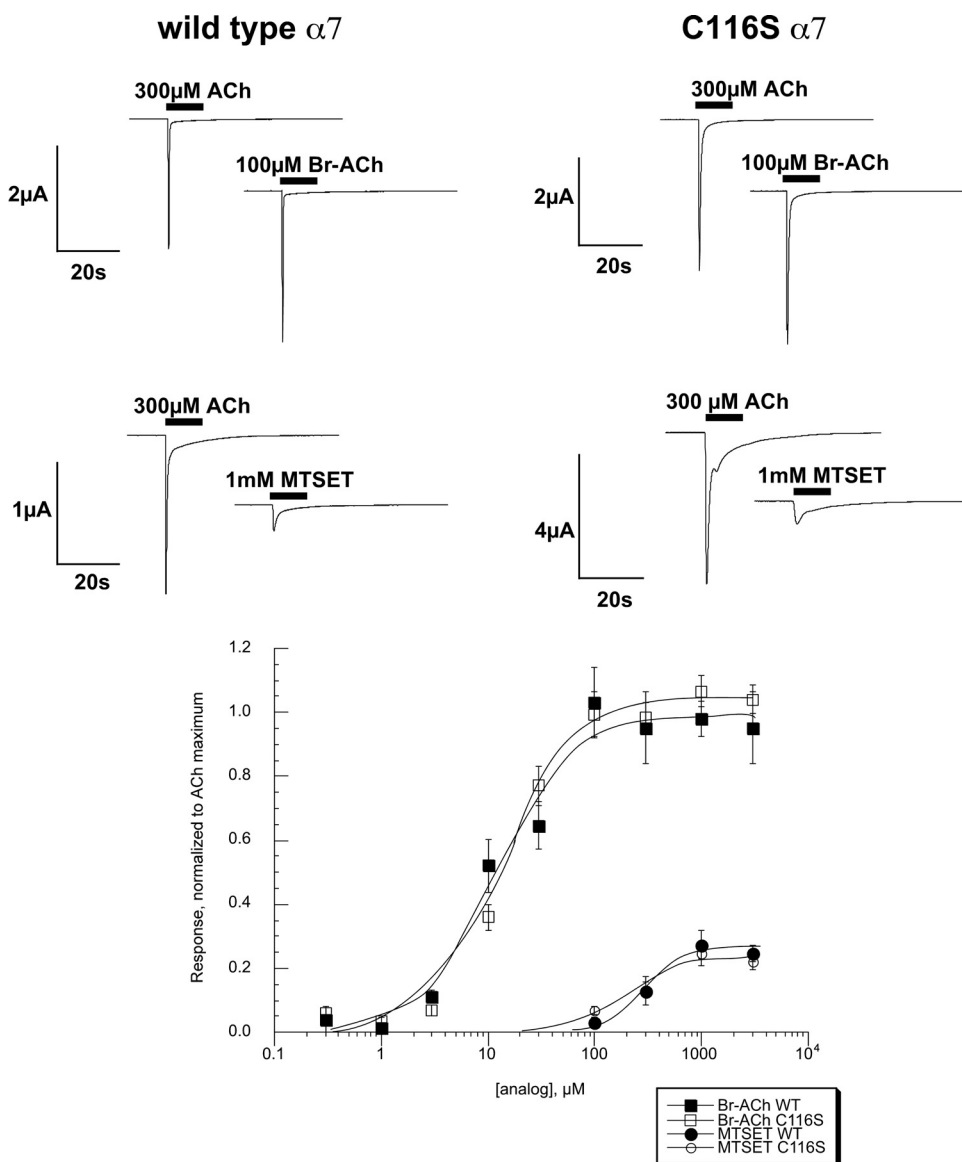 wild type α7
C116S α7
300µM ACh
100µM Br-ACh
2µA
20s
300µM ACh
100µM Br-ACh
2µA
20s
300µM ACh
1mM MTSET
1µA
20s
300 µM ACh
1mM MTSET
4µA
20s
Response, normalized to ACh maximum
1.2
1.0
0.8
0.6
0.4
0.2
0.0
0.1 1 10 100 1000 10⁴
[analog], µM
Br-ACh WT
Br-ACh C116S
MTSET WT
MTSET C116S